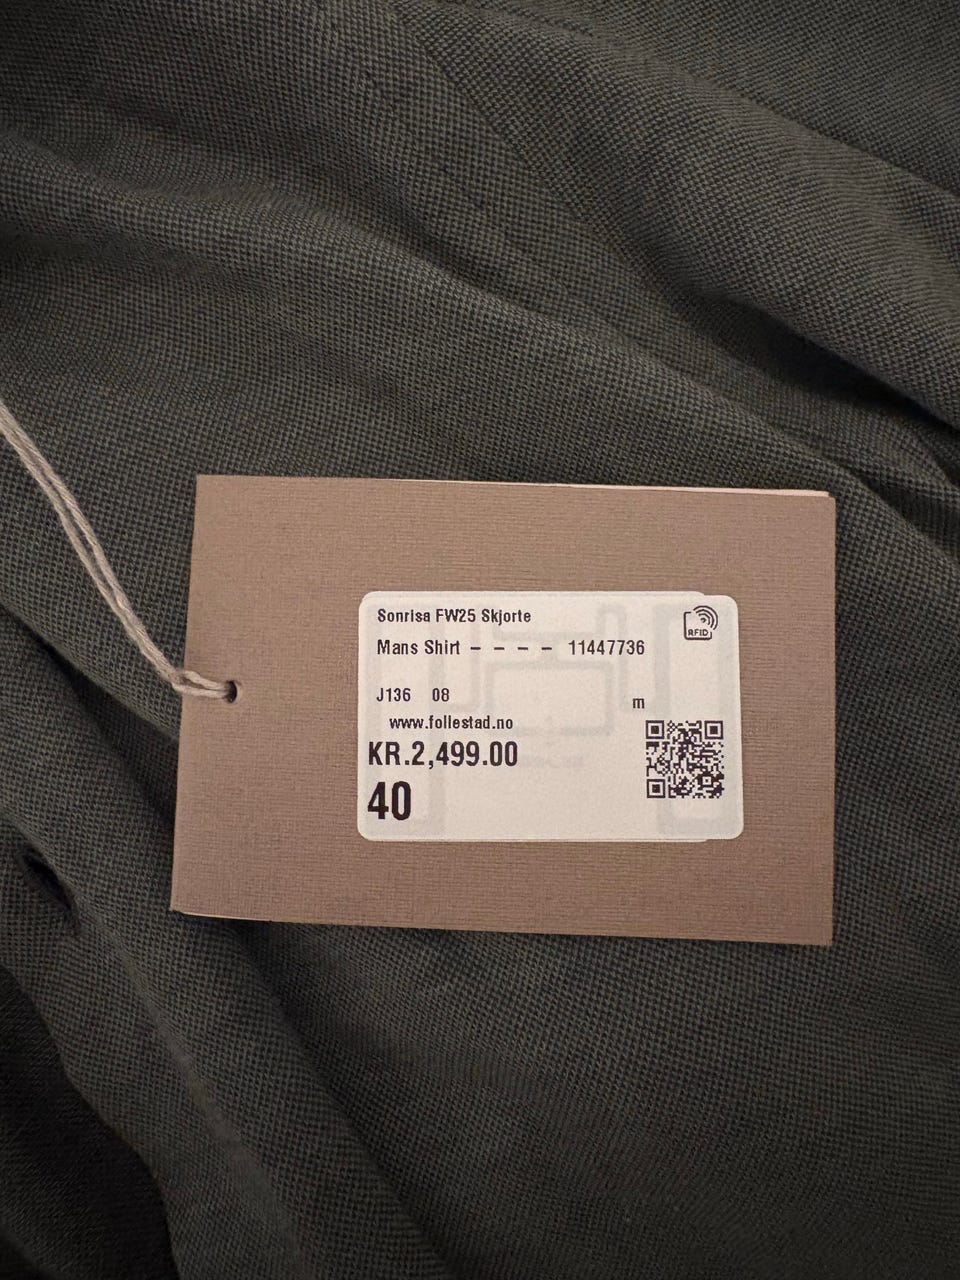 Sonrisa FW25 Skjorte
RFID
Mans Shirt - - - - 11447736
J136 08
m
www.follestad.no
KR.2,499.00
40